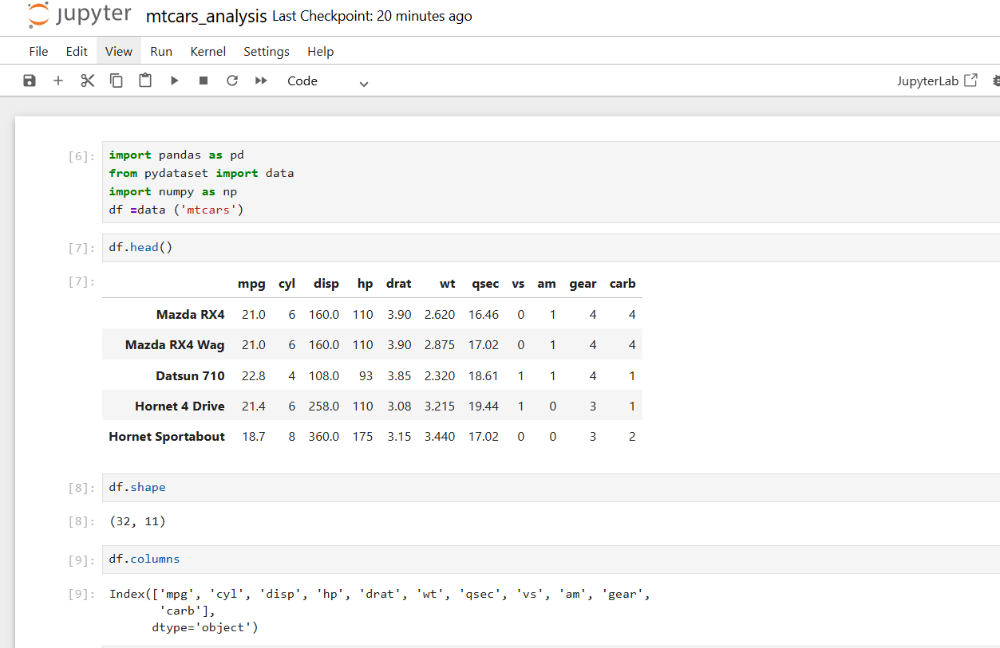 jupyter mtcars_analysis Last Checkpoint: 20 minutes ago
File Edit View Run Kernel Settings Help
Code JupyterLab
[6]: import pandas as pd
from pydataset import data
import numpy as np
df =data ('mtcars')
[7]: df.head()
[7]: mpg cyl disp hp drat wt qsec vs am gear carb
Mazda RX4 21.0 6 160.0 110 3.90 2.620 16.46 0 1 4 4
Mazda RX4 Wag 21.0 6 160.0 110 3.90 2.875 17.02 0 1 4 4
Datsun 710 22.8 4 108.0 93 3.85 2.320 18.61 1 1 4 1
Hornet 4 Drive 21.4 6 258.0 110 3.08 3.215 19.44 1 0 3 1
Hornet Sportabout 18.7 8 360.0 175 3.15 3.440 17.02 0 0 3 2
[8]: df.shape
[8]: (32, 11)
[9]: df.columns
[9]: Index(['mpg', 'cyl', 'disp', 'hp', 'drat', 'wt', 'qsec', 'vs', 'am', 'gear',
'carb'],
dtype='object')